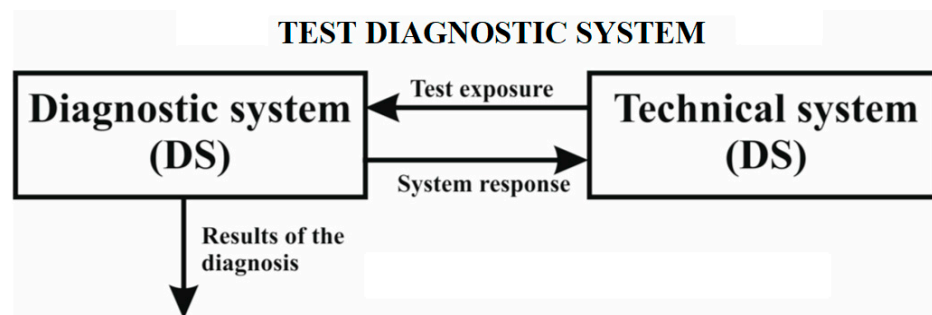 TEST DIAGNOSTIC SYSTEM
Diagnostic system
(DS)
Test exposure
System response
Technical system
(DS)
Results of the
diagnosis